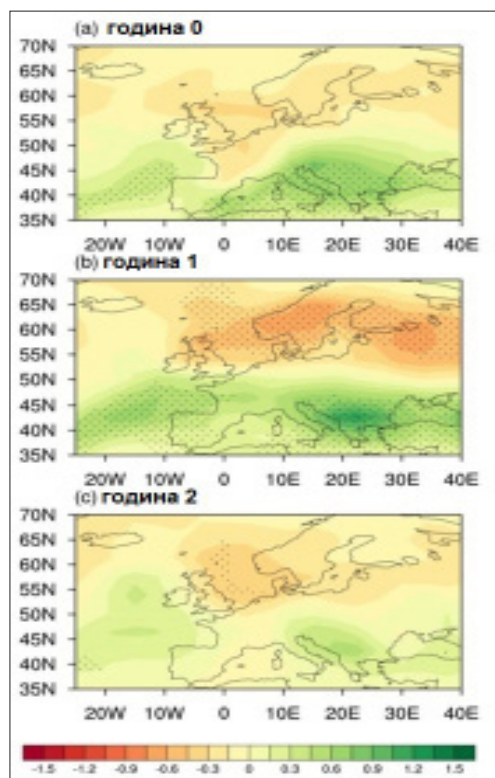 (a) година 0
70N
65N
60N
55N
50N
45N
40N
35N
20W 10W 0 10E 20E 30E 40E
(b) година 1
70N
65N
60N
55N
50N
45N
40N
35N
20W 10W 0 10E 20E 30E 40E
(c) година 2
70N
65N
60N
55N
50N
45N
40N
35N
20W 10W 0 10E 20E 30E 40E
-1.5 -1.2 -0.9 -0.6 -0.3 0 0.3 0.6 0.9 1.2 1.5